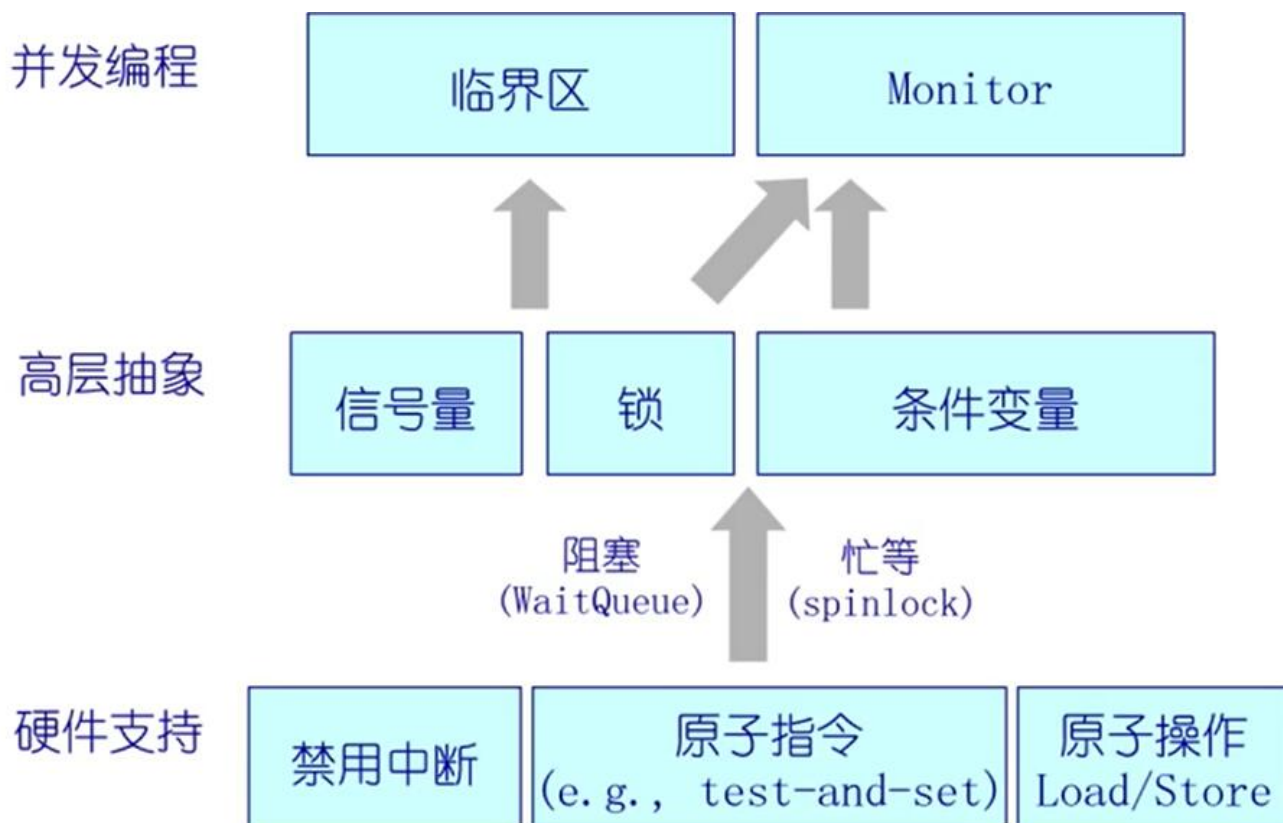 并发编程
临界区
Monitor
高层抽象
信号量
锁
条件变量
阻塞
(WaitQueue)
忙等
(spinlock)
硬件支持
禁用中断
原子指令
(e.g., test-and-set)
原子操作
Load/Store